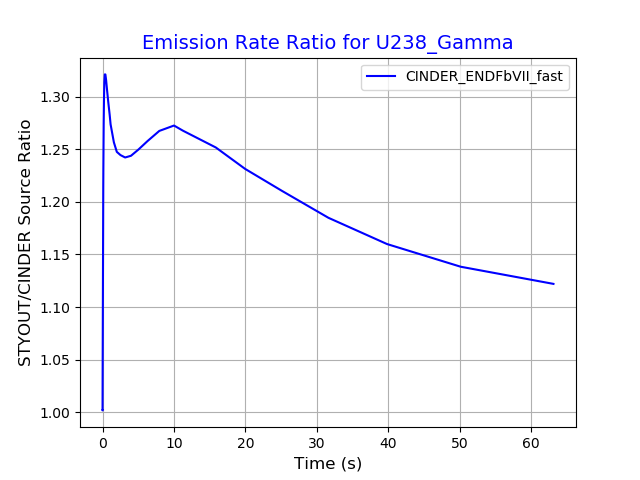 Emission Rate Ratio for U238_Gamma
CINDER_ENDFbVII_fast
STYOUT/CINDER Source Ratio
1.30
1.25
1.20
1.15
1.10
1.05
1.00
0 10 20 30 40 50 60
Time (s)